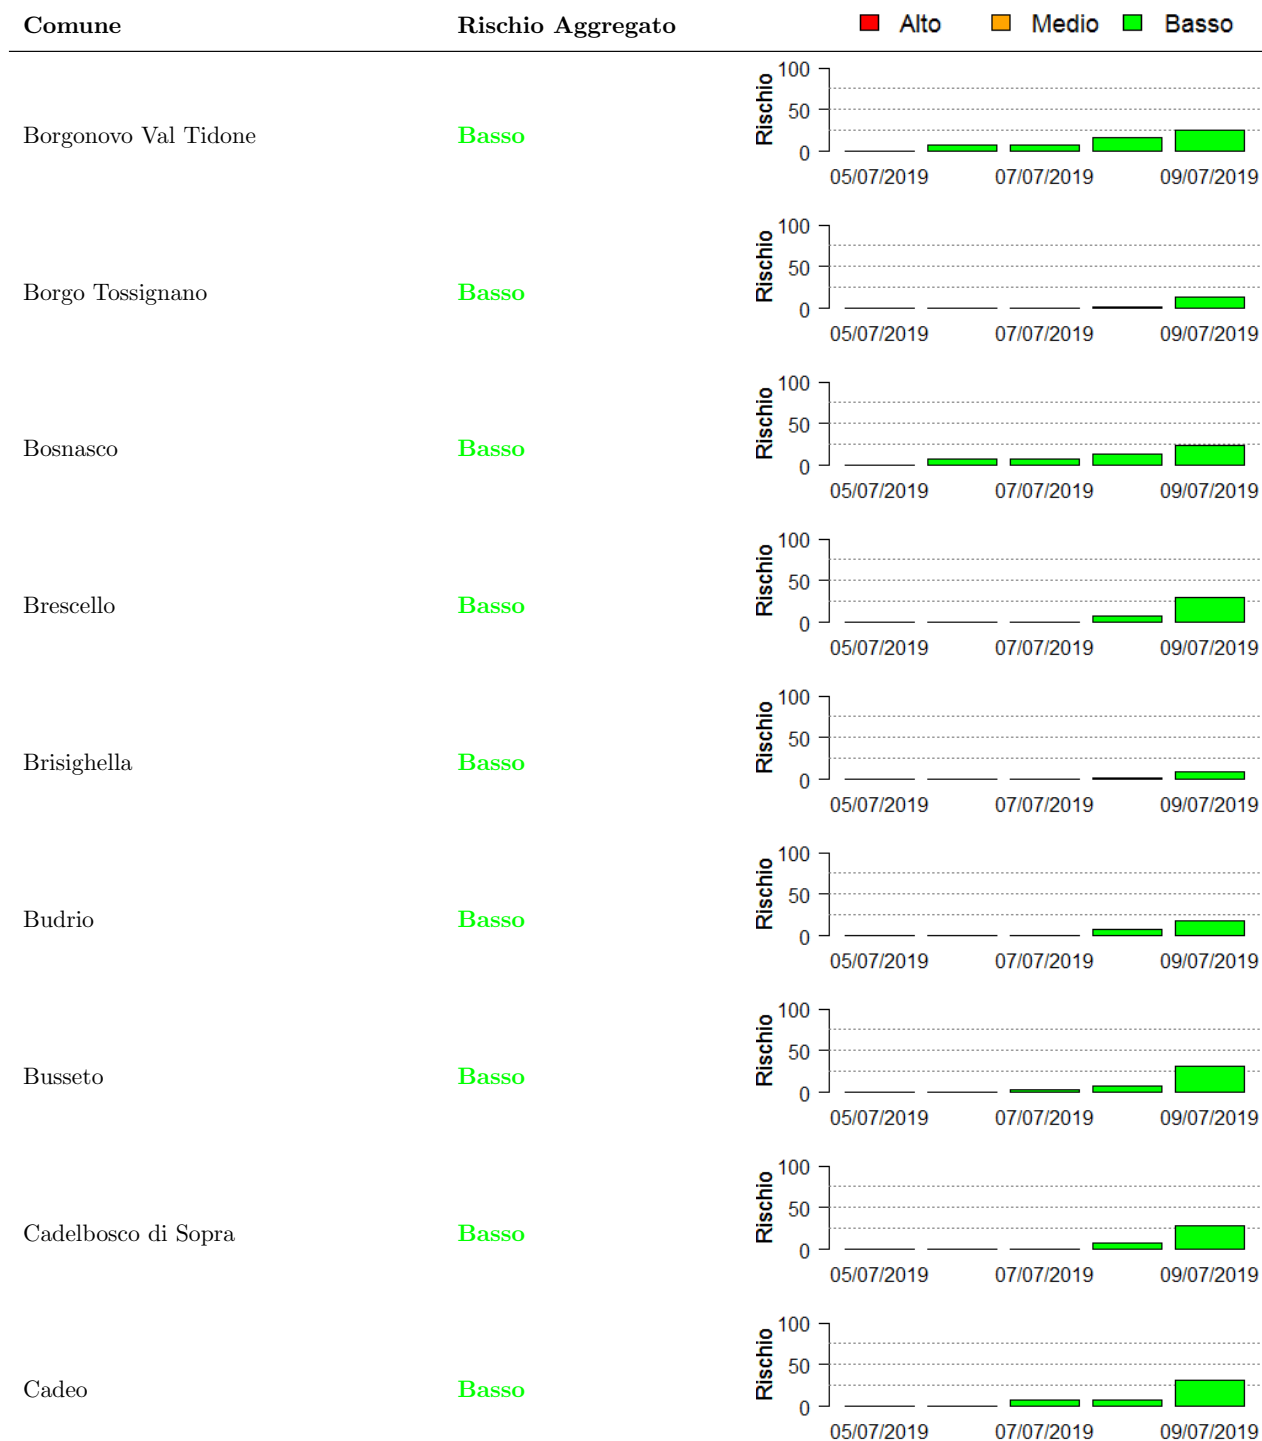 Comune Rischio Aggregato Alto Medio Basso
Borgonovo Val Tidone Basso
Rischio
100
50
0
05/07/2019 07/07/2019 09/07/2019
Borgo Tossignano Basso
Rischio
100
50
0
05/07/2019 07/07/2019 09/07/2019
Bosnasco Basso
Rischio
100
50
0
05/07/2019 07/07/2019 09/07/2019
Brescello Basso
Rischio
100
50
0
05/07/2019 07/07/2019 09/07/2019
Brisighella Basso
Rischio
100
50
0
05/07/2019 07/07/2019 09/07/2019
Budrio Basso
Rischio
100
50
0
05/07/2019 07/07/2019 09/07/2019
Busseto Basso
Rischio
100
50
0
05/07/2019 07/07/2019 09/07/2019
Cadelbosco di Sopra Basso
Rischio
100
50
0
05/07/2019 07/07/2019 09/07/2019
Cadeo Basso
Rischio
100
50
0
05/07/2019 07/07/2019 09/07/2019